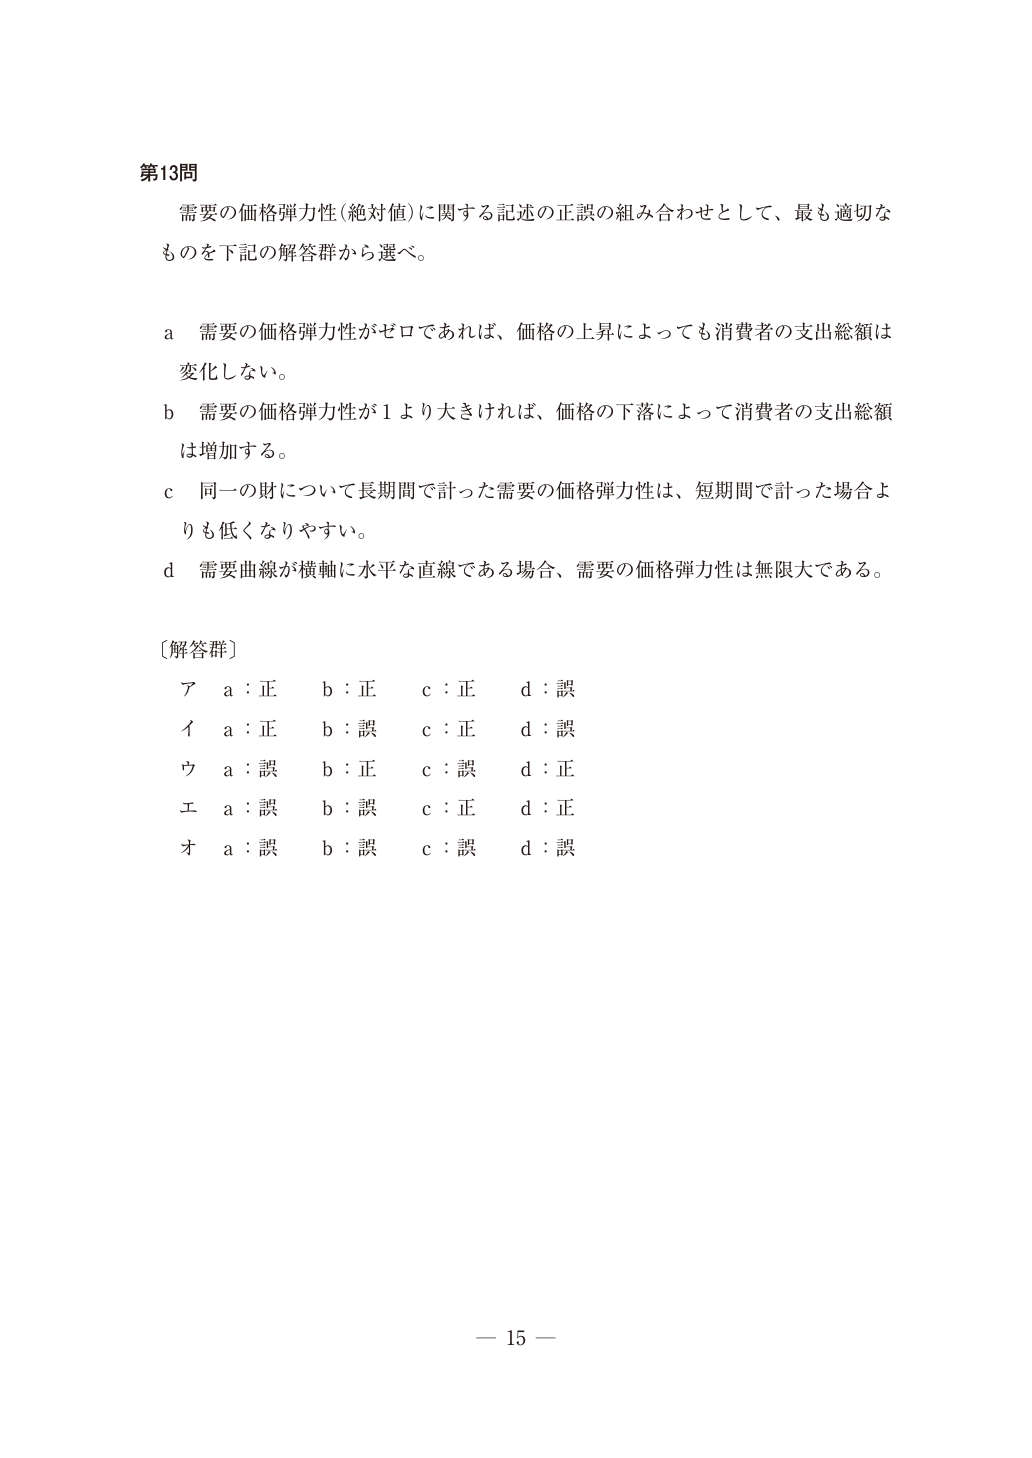 第13問
需要の価格弾力性(絶対値)に関する記述の正誤の組み合わせとして、最も適切な
ものを下記の解答群から選べ。
a　需要の価格弾力性がゼロであれば、価格の上昇によっても消費者の支出総額は
変化しない。
b　需要の価格弾力性が1より大きければ、価格の下落によって消費者の支出総額
は増加する。
c　同一の財について長期間で計った需要の価格弾力性は、短期間で計った場合よ
りも低くなりやすい。
d　需要曲線が横軸に水平な直線である場合、需要の価格弾力性は無限大である。
〔解答群〕
ア　a：正　b：正　c：正　d：誤
イ　a：正　b：誤　c：正　d：誤
ウ　a：誤　b：正　c：誤　d：正
エ　a：誤　b：誤　c：正　d：正
オ　a：誤　b：誤　c：誤　d：誤
― 15 ―